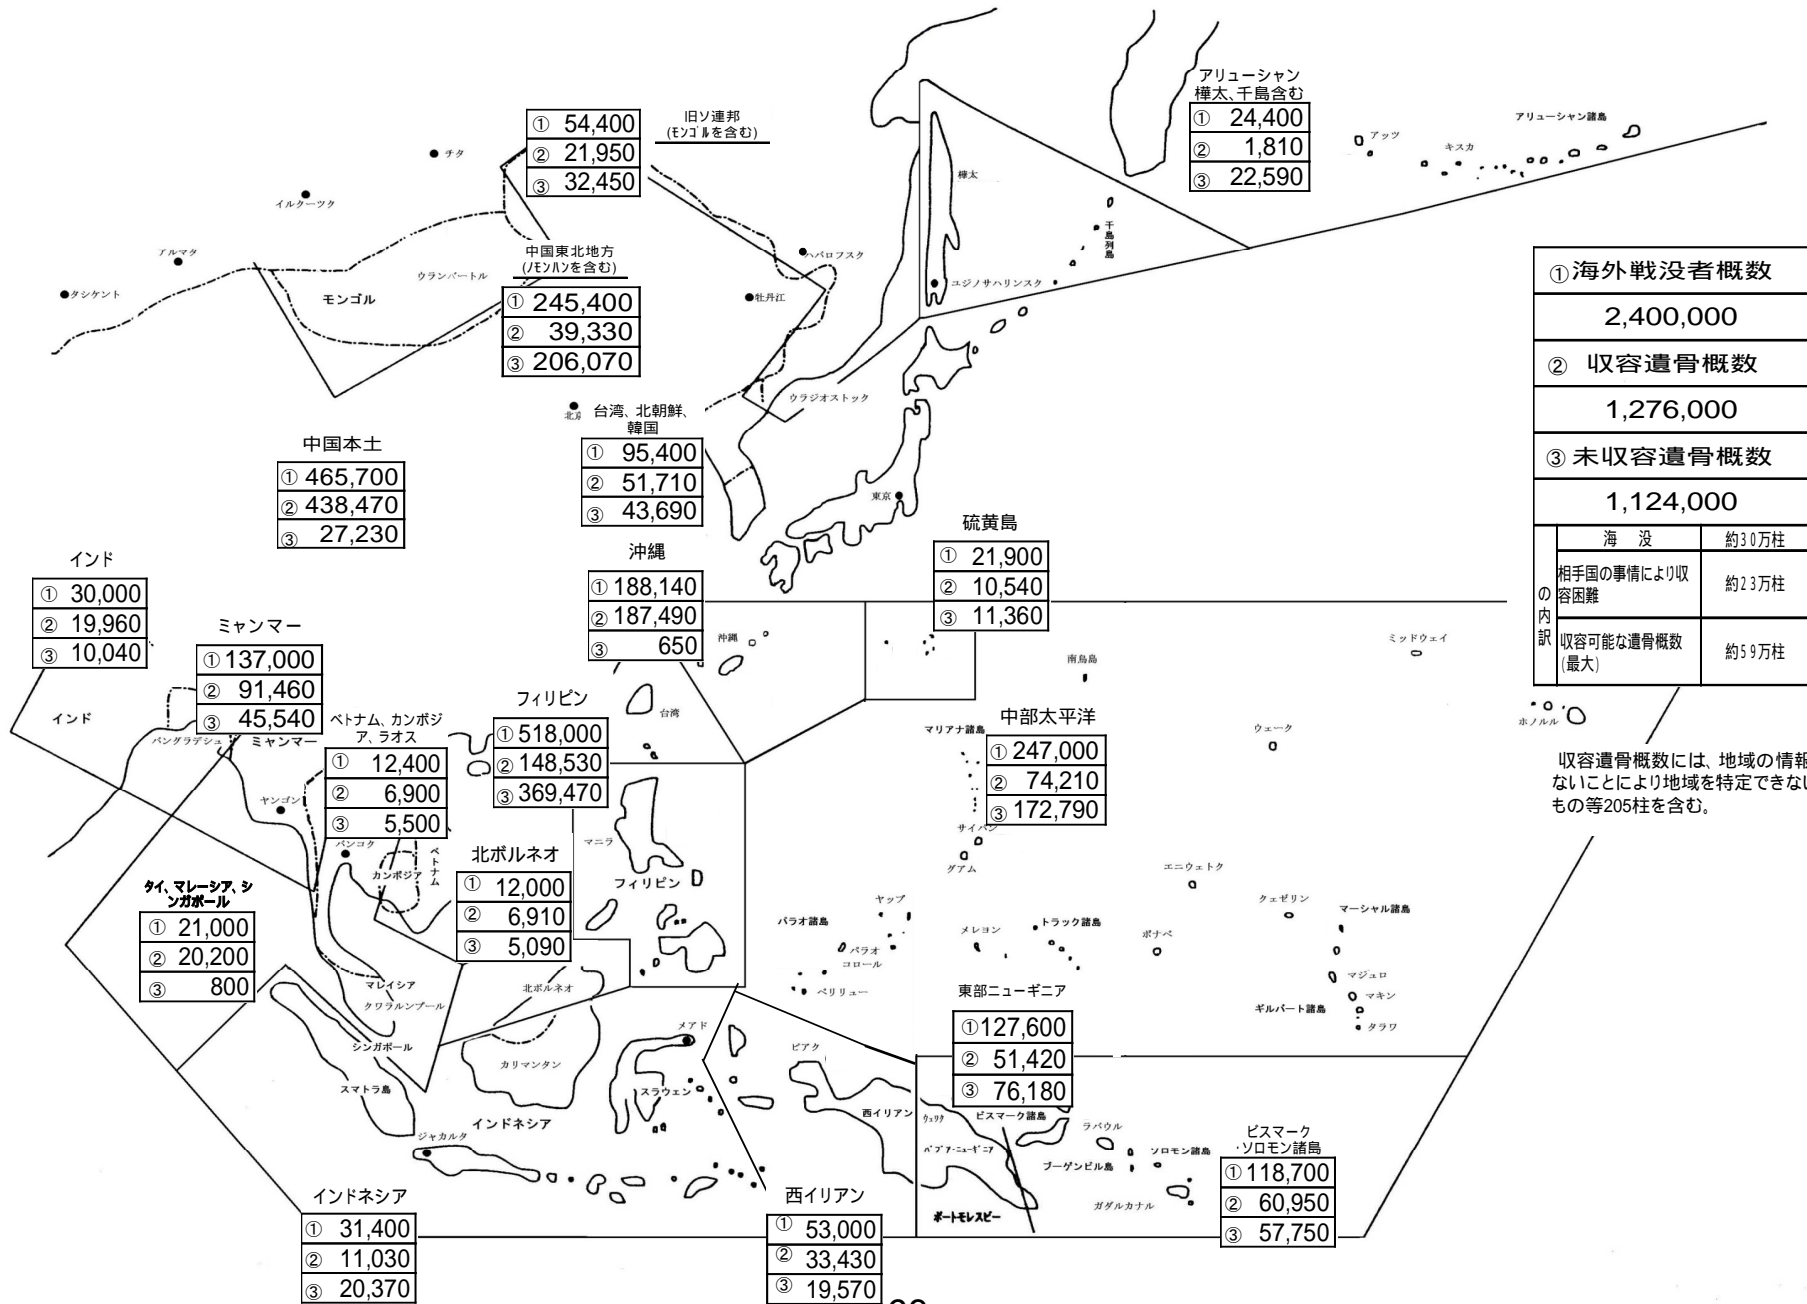 アリューシャン
樺太、千島含む
① 24,400
② 1,810
③ 22,590
アッツ
キスカ
アリューシャン諸島
旧ソ連邦
(モンゴルを含む)
① 54,400
② 21,950
③ 32,450
チタ
イルクーツク
アルマタ
タシケント
ウランバートル
モンゴル
中国東北地方
(ノモンハンを含む)
① 245,400
② 39,330
③ 206,070
ハバロフスク
牡丹江
樺太
千島列島
ユジノサハリンスク
ウラジオストック
北京
台湾、北朝鮮、
韓国
① 95,400
② 51,710
③ 43,690
中国本土
① 465,700
② 438,470
③ 27,230
東京
①海外戦没者概数
2,400,000
② 収容遺骨概数
1,276,000
③ 未収容遺骨概数
1,124,000
の内訳
海 没 約30万柱
相手国の事情により収
容困難
約23万柱
収容可能な遺骨概数
(最大)
約59万柱
収容遺骨概数には、地域の情報
ないことにより地域を特定できない
もの等205柱を含む。
硫黄島
① 21,900
② 10,540
③ 11,360
沖縄
① 188,140
② 187,490
③ 650
沖縄
台湾
南鳥島
ミッドウェイ
ホノルル
ウェーク
インド
① 30,000
② 19,960
③ 10,040
インド
バングラデシュ
ミャンマー
① 137,000
② 91,460
③ 45,540
ミャンマー
ヤンゴン
ベトナム、カンボジ
ア、ラオス
① 12,400
② 6,900
③ 5,500
バンコク
カンボジア
ベトナム
フィリピン
① 518,000
② 148,530
③ 369,470
マニラ
フィリピン
中部太平洋
① 247,000
② 74,210
③ 172,790
マリアナ諸島
サイパン
グアム
エニウェトク
クェゼリン
マーシャル諸島
マジュロ
マキン
ギルバート諸島
タラワ
ヤップ
パラオ諸島
パラオ
コロール
ペリリュー
メレヨン
トラック諸島
ポナペ
北ボルネオ
① 12,000
② 6,910
③ 5,090
北ボルネオ
タイ、マレーシア、シ
ンガポール
① 21,000
② 20,200
③ 800
マレイシア
クワラルンプール
シンガポール
スマトラ島
カリマンタン
メアド
スラウェン
インドネシア
ジャカルタ
インドネシア
① 31,400
② 11,030
③ 20,370
西イリアン
① 53,000
② 33,430
③ 19,570
ビアク
西イリアン
東部ニューギニア
① 127,600
② 51,420
③ 76,180
パプア・ニューギニア
ビスマーク諸島
ラバウル
ソロモン諸島
ブーゲンビル島
ガダルカナル
ポートモレスビー
ビスマーク
・ソロモン諸島
① 118,700
② 60,950
③ 57,750